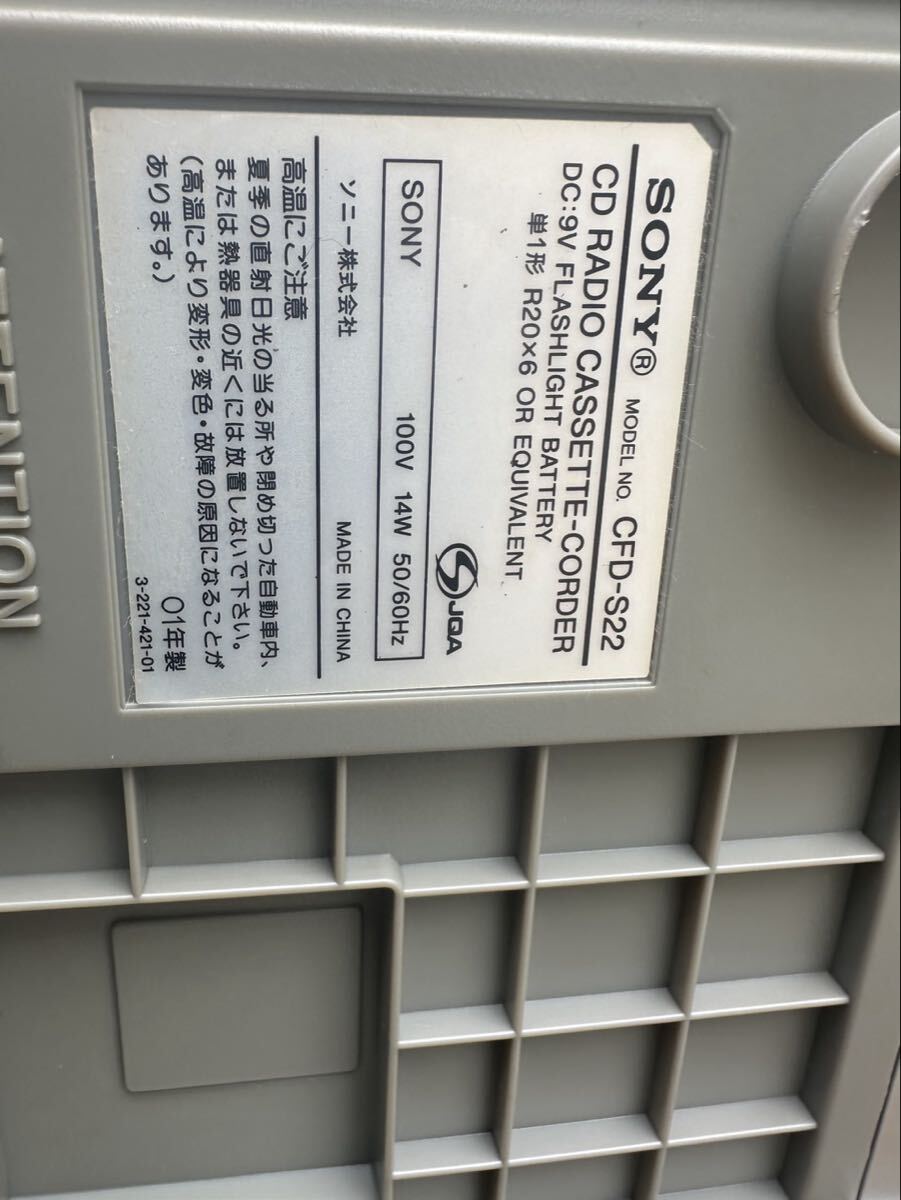 SONY® MODEL NO. CFD-S22
CD RADIO CASSETTE-CORDER
DC:9V FLASHLIGHT BATTERY
単1形 R20×6 OR EQUIVALENT
JQA
SONY 100V 14W 50/60Hz
ソニー株式会社 MADE IN CHINA
高温にご注意
夏季の直射日光の当る所や閉め切った自動車内、
または熱器具の近くには放置しないで下さい。
(高温により変形・変色・故障の原因になることが
あります。)
01年製
3-221-421-01